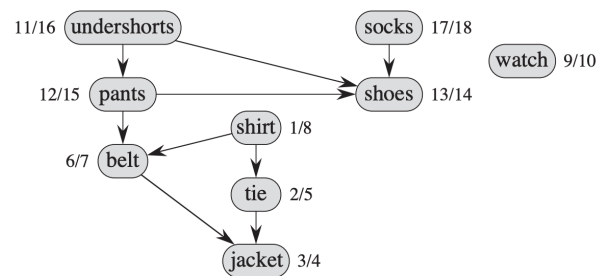 11/16 undershorts socks 17/18
watch 9/10
12/15 pants shoes 13/14
shirt 1/8
6/7 belt
tie 2/5
jacket 3/4